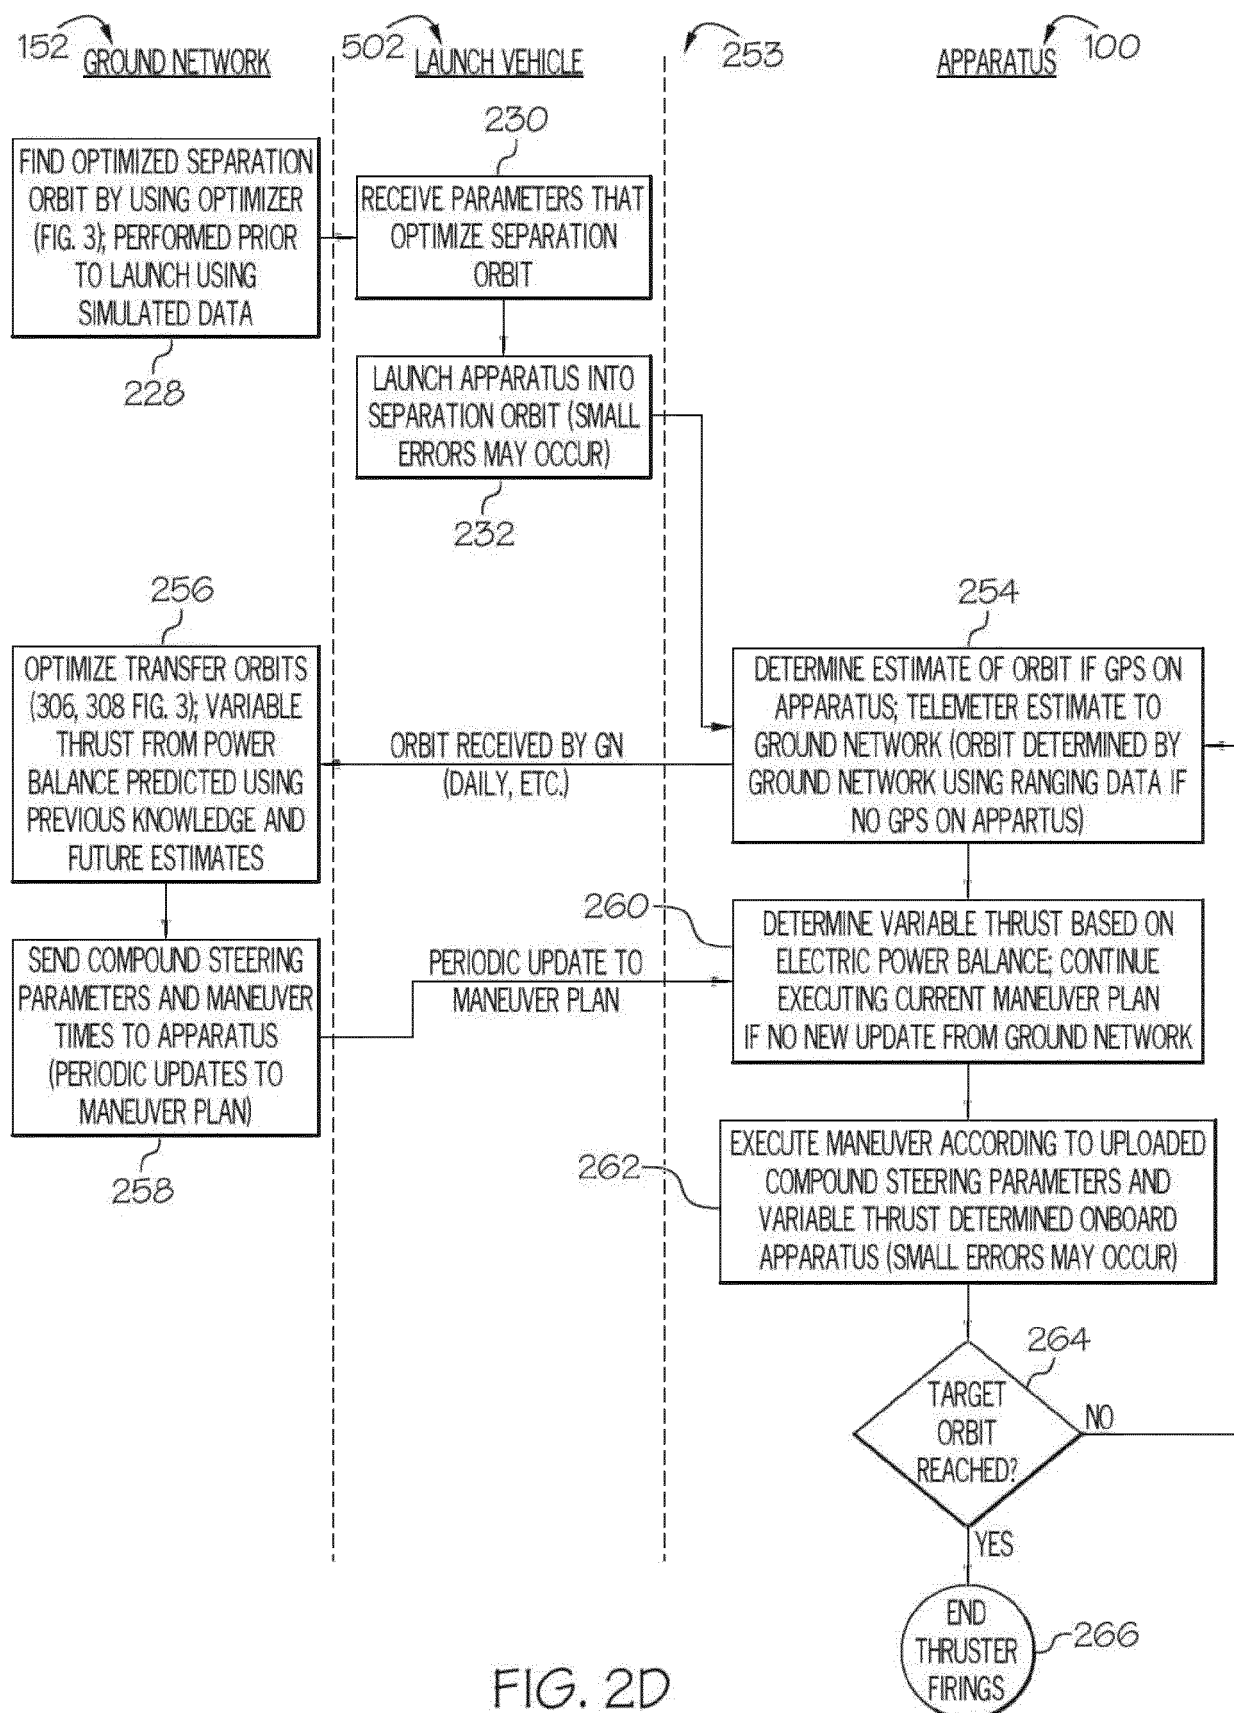 152 GROUND NETWORK
502 LAUNCH VEHICLE
253
APPARATUS 100
FIND OPTIMIZED SEPARATION
ORBIT BY USING OPTIMIZER
(FIG. 3); PERFORMED PRIOR
TO LAUNCH USING
SIMULATED DATA
228
230
RECEIVE PARAMETERS THAT
OPTIMIZE SEPARATION
ORBIT
LAUNCH APPARATUS INTO
SEPARATION ORBIT (SMALL
ERRORS MAY OCCUR)
232
256
OPTIMIZE TRANSFER ORBITS
(306, 308 FIG. 3); VARIABLE
THRUST FROM POWER
BALANCE PREDICTED USING
PREVIOUS KNOWLEDGE AND
FUTURE ESTIMATES
ORBIT RECEIVED BY GN
(DAILY, ETC.)
254
DETERMINE ESTIMATE OF ORBIT IF GPS ON
APPARATUS; TELEMETER ESTIMATE TO
GROUND NETWORK (ORBIT DETERMINED BY
GROUND NETWORK USING RANGING DATA IF
NO GPS ON APPARTUS)
SEND COMPOUND STEERING
PARAMETERS AND MANEUVER
TIMES TO APPARATUS
(PERIODIC UPDATES TO
MANEUVER PLAN)
258
PERIODIC UPDATE TO
MANEUVER PLAN
260
DETERMINE VARIABLE THRUST BASED ON
ELECTRIC POWER BALANCE; CONTINUE
EXECUTING CURRENT MANEUVER PLAN
IF NO NEW UPDATE FROM GROUND NETWORK
262
EXECUTE MANEUVER ACCORDING TO UPLOADED
COMPOUND STEERING PARAMETERS AND
VARIABLE THRUST DETERMINED ONBOARD
APPARATUS (SMALL ERRORS MAY OCCUR)
264
TARGET
ORBIT
REACHED?
NO
YES
END
THRUSTER
FIRINGS
266
FIG. 2D